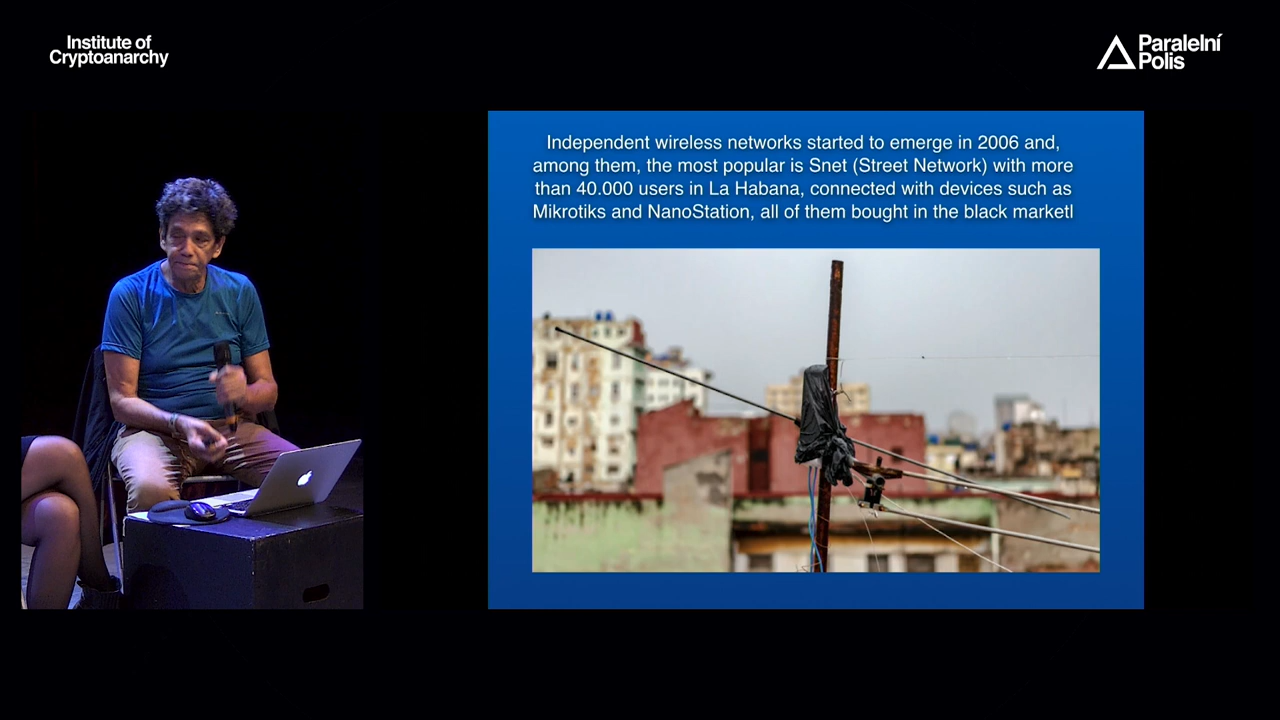 Institute of
Cryptoanarchy
Paralelní
Polis
Independent wireless networks started to emerge in 2006 and,
among them, the most popular is Snet (Street Network) with more
than 40.000 users in La Habana, connected with devices such as
Mikrotiks and NanoStation, all of them bought in the black marketl